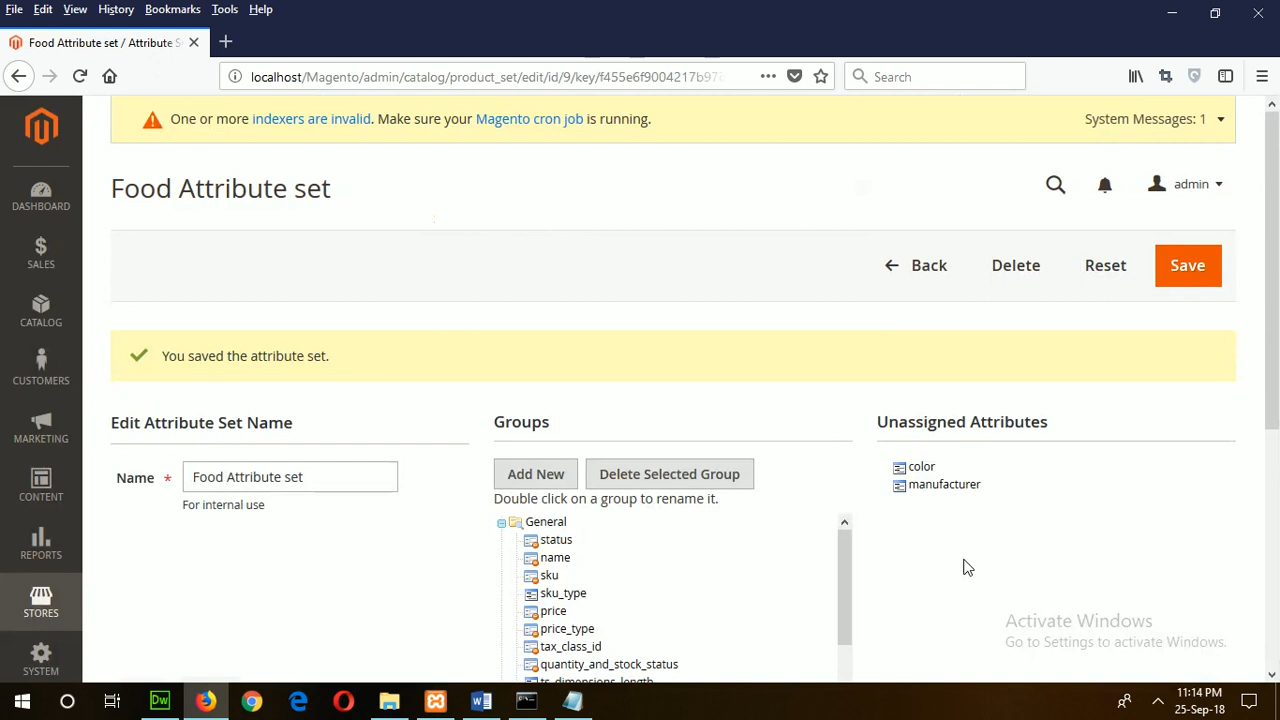 File Edit View History Bookmarks Tools Help
Food Attribute set / Attribute S
localhost/Magento/admin/catalog/product_set/edit/id/9/key/f455e6f9004217b97
Search
One or more indexers are invalid. Make sure your Magento cron job is running.
System Messages: 1
Food Attribute set
admin
DASHBOARD
SALES
CATALOG
CUSTOMERS
MARKETING
CONTENT
REPORTS
STORES
SYSTEM
Back Delete Reset Save
You saved the attribute set.
Edit Attribute Set Name
Name * Food Attribute set
For internal use
Groups
Add New Delete Selected Group
Double click on a group to rename it.
General
status
name
sku
sku_type
price
price_type
tax_class_id
quantity_and_stock_status
ts_dimensions_length
Unassigned Attributes
color
manufacturer
Activate Windows
Go to Settings to activate Windows.
Dw
11:14 PM
25-Sep-18